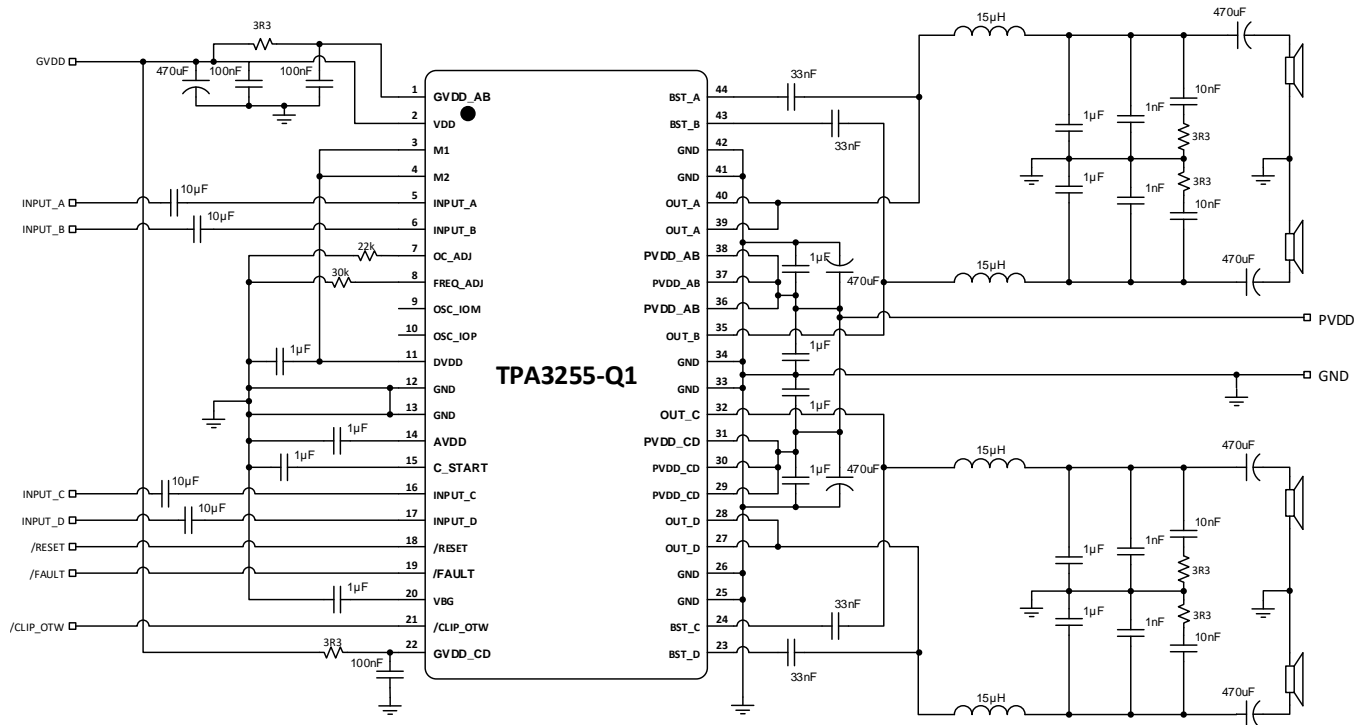 GVDD
3R3
470uF
100nF
100nF
1 GVDD_AB
2 VDD
3 M1
4 M2
INPUT_A
10µF
5 INPUT_A
INPUT_B
10µF
6 INPUT_B
22k
7 OC_ADJ
30k
8 FREQ_ADJ
9 OSC_IOM
10 OSC_IOP
1µF
11 DVDD
12 GND
13 GND
1µF
14 AVDD
1µF
15 C_START
INPUT_C
10µF
16 INPUT_C
INPUT_D
10µF
17 INPUT_D
/RESET
18 /RESET
/FAULT
19 /FAULT
1µF
20 VBG
/CLIP_OTW
21 /CLIP_OTW
3R3
100nF
22 GVDD_CD
TPA3255-Q1
BST_A 44
33nF
BST_B 43
33nF
GND 42
GND 41
OUT_A 40
OUT_A 39
PVDD_AB 38
PVDD_AB 37
PVDD_AB 36
OUT_B 35
GND 34
GND 33
OUT_C 32
PVDD_CD 31
PVDD_CD 30
PVDD_CD 29
OUT_D 28
OUT_D 27
GND 26
GND 25
BST_C 24
33nF
BST_D 23
33nF
1µF
470uF
1µF
1µF
1µF
470uF
15µH
470uF
1µF
1nF
10nF
3R3
1µF
1nF
3R3
10nF
15µH
470uF
PVDD
GND
15µH
470uF
1µF
1nF
10nF
3R3
1µF
1nF
3R3
10nF
15µH
470uF